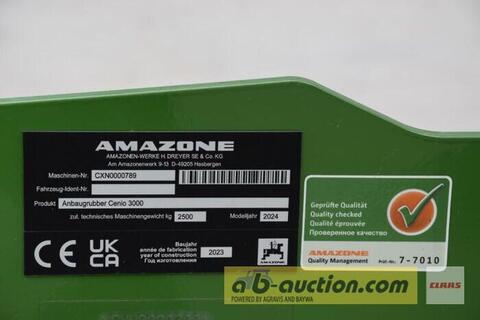 AMAZONE
AMAZONEN-WERKE H. DREYER SE & Co. KG
Am Amazonenwerk 9-13 D-49205 Hasbergen
Maschinen-Nr. CXN0000789
Fahrzeug-Ident-Nr.
Produkt Anbaugrubber Cenio 3000
zul. technisches Maschinengewicht kg 2500 Modelljahr 2024
CE UK CA
Baujahr
année de fabrication
year of construction
Год изготовления
2023
AMAZONE
Geprüfte Qualität
Quality checked
Qualité éprouvée
Проверенное качество
AMAZONE
Quality Management Prüf.-Nr.: 7-7010
ab-auction.com
POWERED BY AGRAVIS AND BAYWA
CLAAS